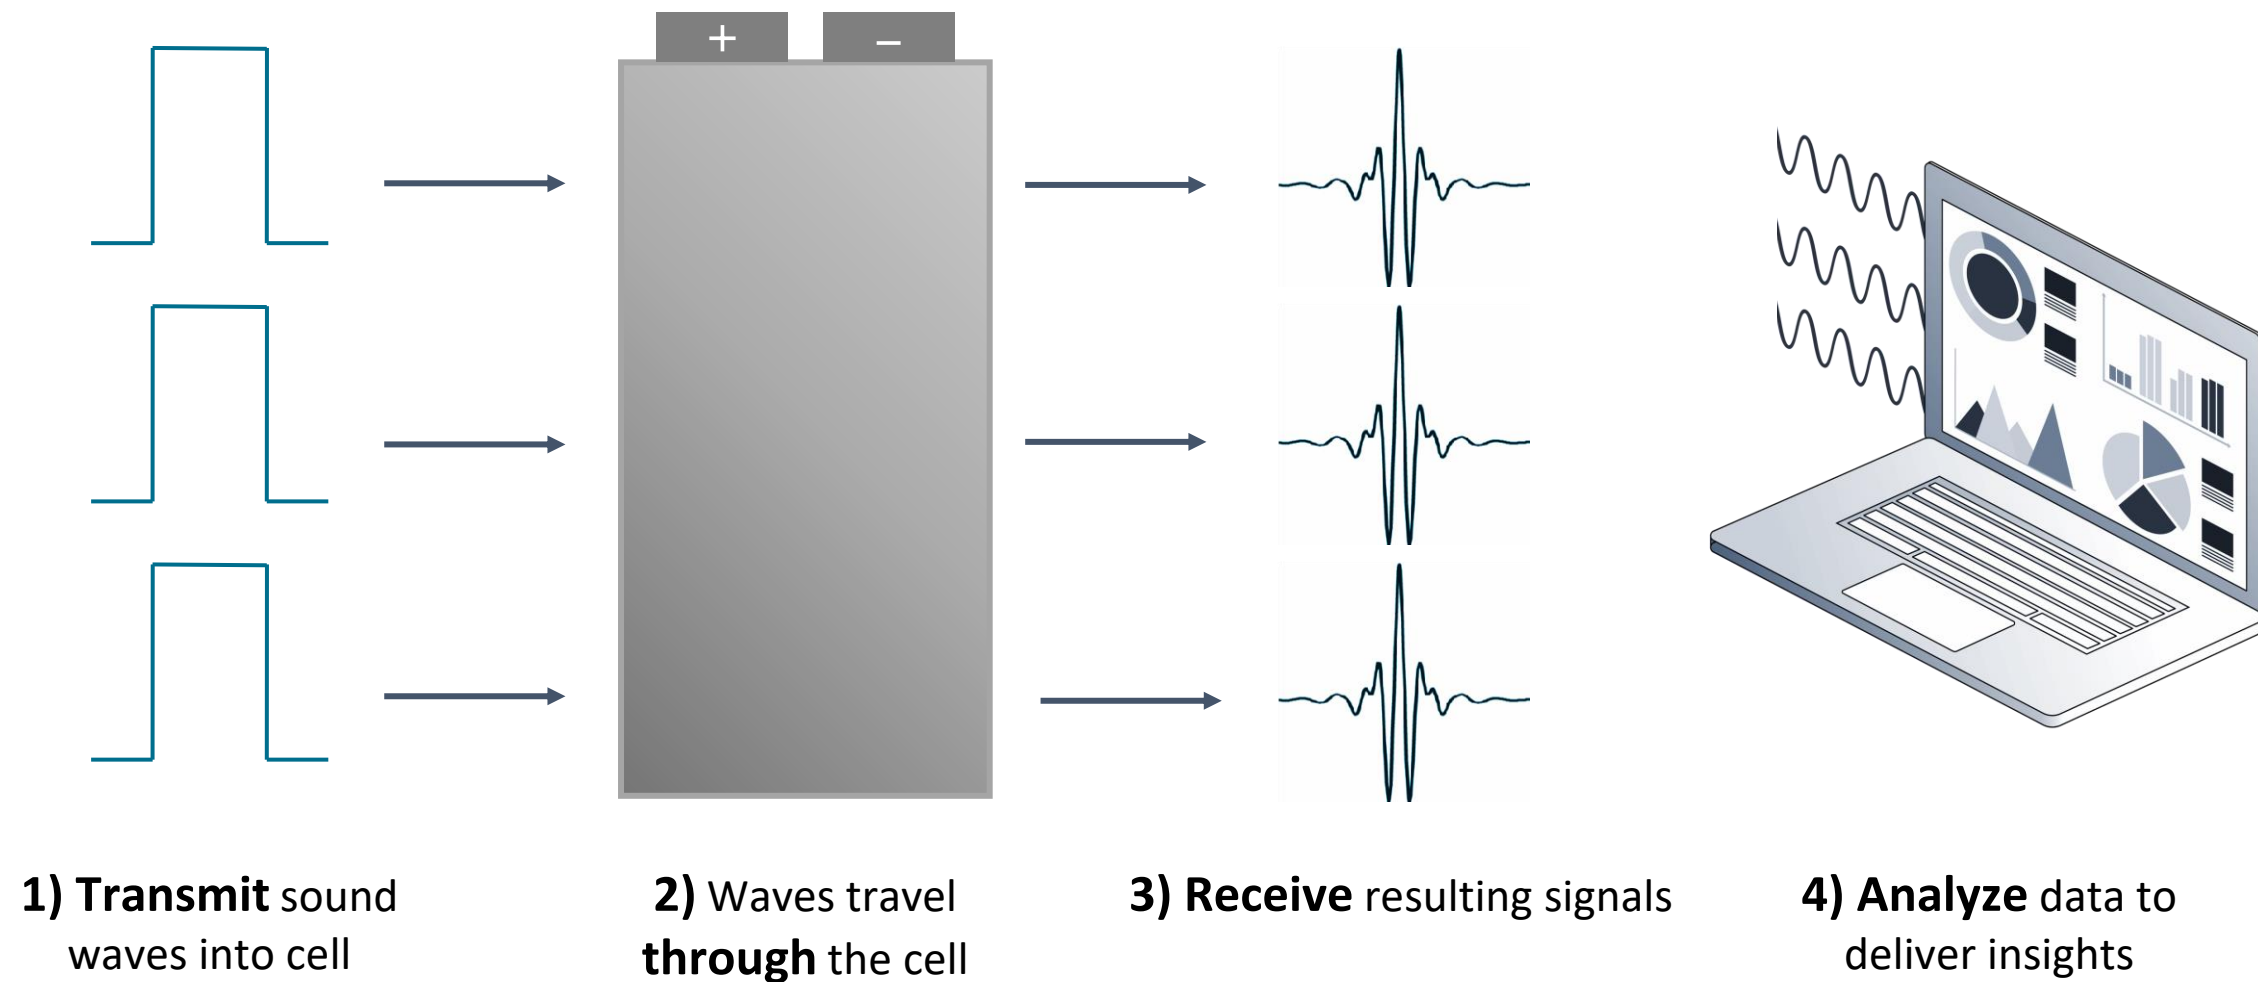 + –
1) Transmit sound
waves into cell
2) Waves travel
through the cell
3) Receive resulting signals
4) Analyze data to
deliver insights